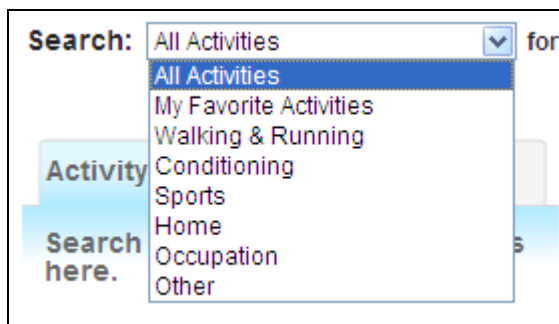 Search: All Activities for
All Activities
My Favorite Activities
Walking & Running
Conditioning
Activity
Sports
Home
Search
Occupation
here.
Other